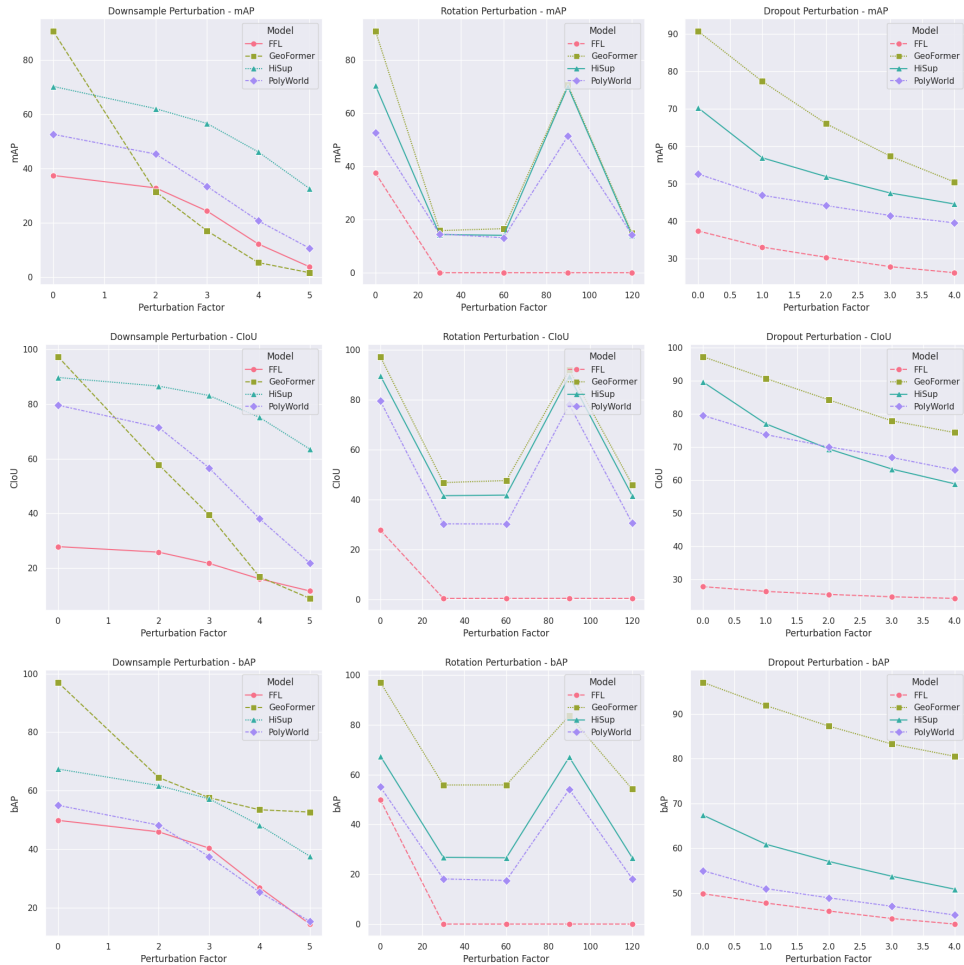 Downsample Perturbation - mAP
mAP
80
60
40
20
0
0
1
2
3
4
5
Perturbation Factor
Model
FFL
GeoFormer
HiSup
PolyWorld
Rotation Perturbation - mAP
mAP
80
60
40
20
0
0
20
40
60
80
100
120
Perturbation Factor
Model
FFL
GeoFormer
HiSup
PolyWorld
Dropout Perturbation - mAP
mAP
90
80
70
60
50
40
30
0.0
0.5
1.0
1.5
2.0
2.5
3.0
3.5
4.0
Perturbation Factor
Model
FFL
GeoFormer
HiSup
PolyWorld
Downsample Perturbation - CIoU
CIoU
100
80
60
40
20
0
1
2
3
4
5
Perturbation Factor
Model
FFL
GeoFormer
HiSup
PolyWorld
Rotation Perturbation - CIoU
CIoU
100
80
60
40
20
0
0
20
40
60
80
100
120
Perturbation Factor
Model
FFL
GeoFormer
HiSup
PolyWorld
Dropout Perturbation - CIoU
CIoU
100
90
80
70
60
50
40
30
0.0
0.5
1.0
1.5
2.0
2.5
3.0
3.5
4.0
Perturbation Factor
Model
FFL
GeoFormer
HiSup
PolyWorld
Downsample Perturbation - bAP
bAP
100
80
60
40
20
0
1
2
3
4
5
Perturbation Factor
Model
FFL
GeoFormer
HiSup
PolyWorld
Rotation Perturbation - bAP
bAP
100
80
60
40
20
0
0
20
40
60
80
100
120
Perturbation Factor
Model
FFL
GeoFormer
HiSup
PolyWorld
Dropout Perturbation - bAP
bAP
90
80
70
60
50
0.0
0.5
1.0
1.5
2.0
2.5
3.0
3.5
4.0
Perturbation Factor
Model
FFL
GeoFormer
HiSup
PolyWorld